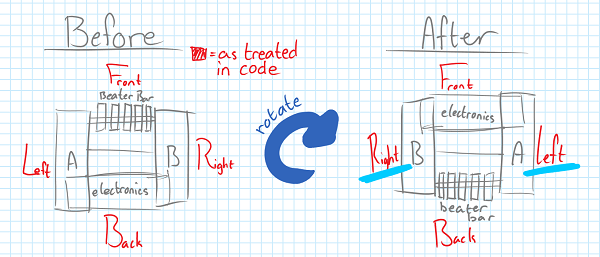 Before
= as treated
in code
Front
Beater Bar
Left
A
B
Right
electronics
Back
rotate
After
Front
electronics
Right
B
A
Left
beater
bar
Back